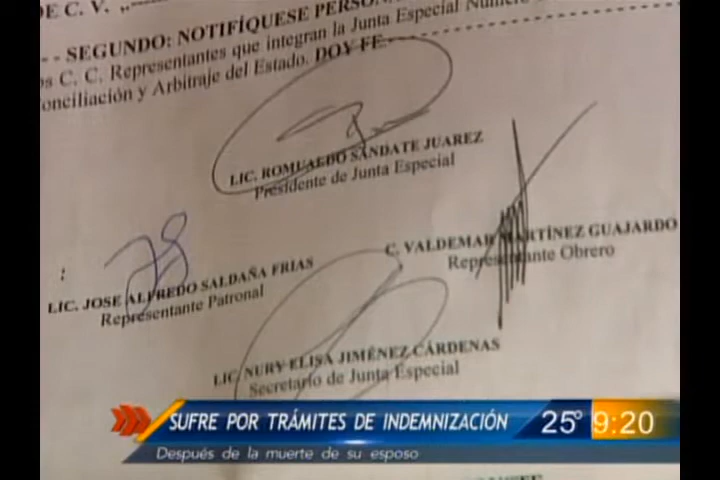 DE C. V. ,
- - SEGUNDO: NOTIFÍQUESE
os C. C. Representantes que integran la Junta Especial
onciliación y Arbitraje del Estado. DOY FE
LIC. ROMUALDO SANDATE JUAREZ
Presidente de Junta Especial
C. VALDEMAR MARTÍNEZ GUAJARDO
Representante Obrero
LIC. JOSE ALFREDO SALDAÑA FRIAS
Representante Patronal
LIC. NURY ELISA JIMÉNEZ CÁRDENAS
Secretario de Junta Especial
SUFRE POR TRÁMITES DE INDEMNIZACIÓN 25° 9:20
Después de la muerte de su esposo